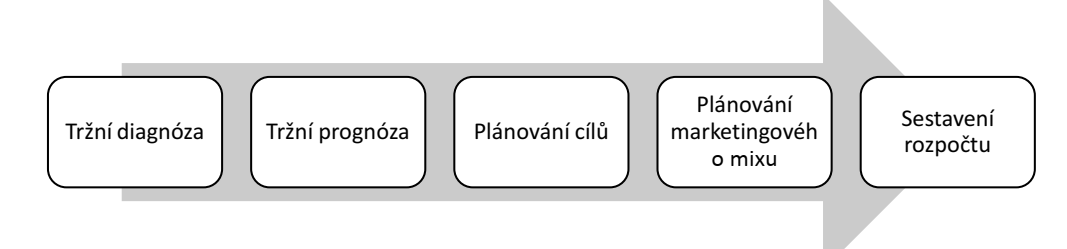 Tržní diagnóza
Tržní prognóza
Plánování cílů
Plánování
marketingovéh
o mixu
Sestavení
rozpočtu